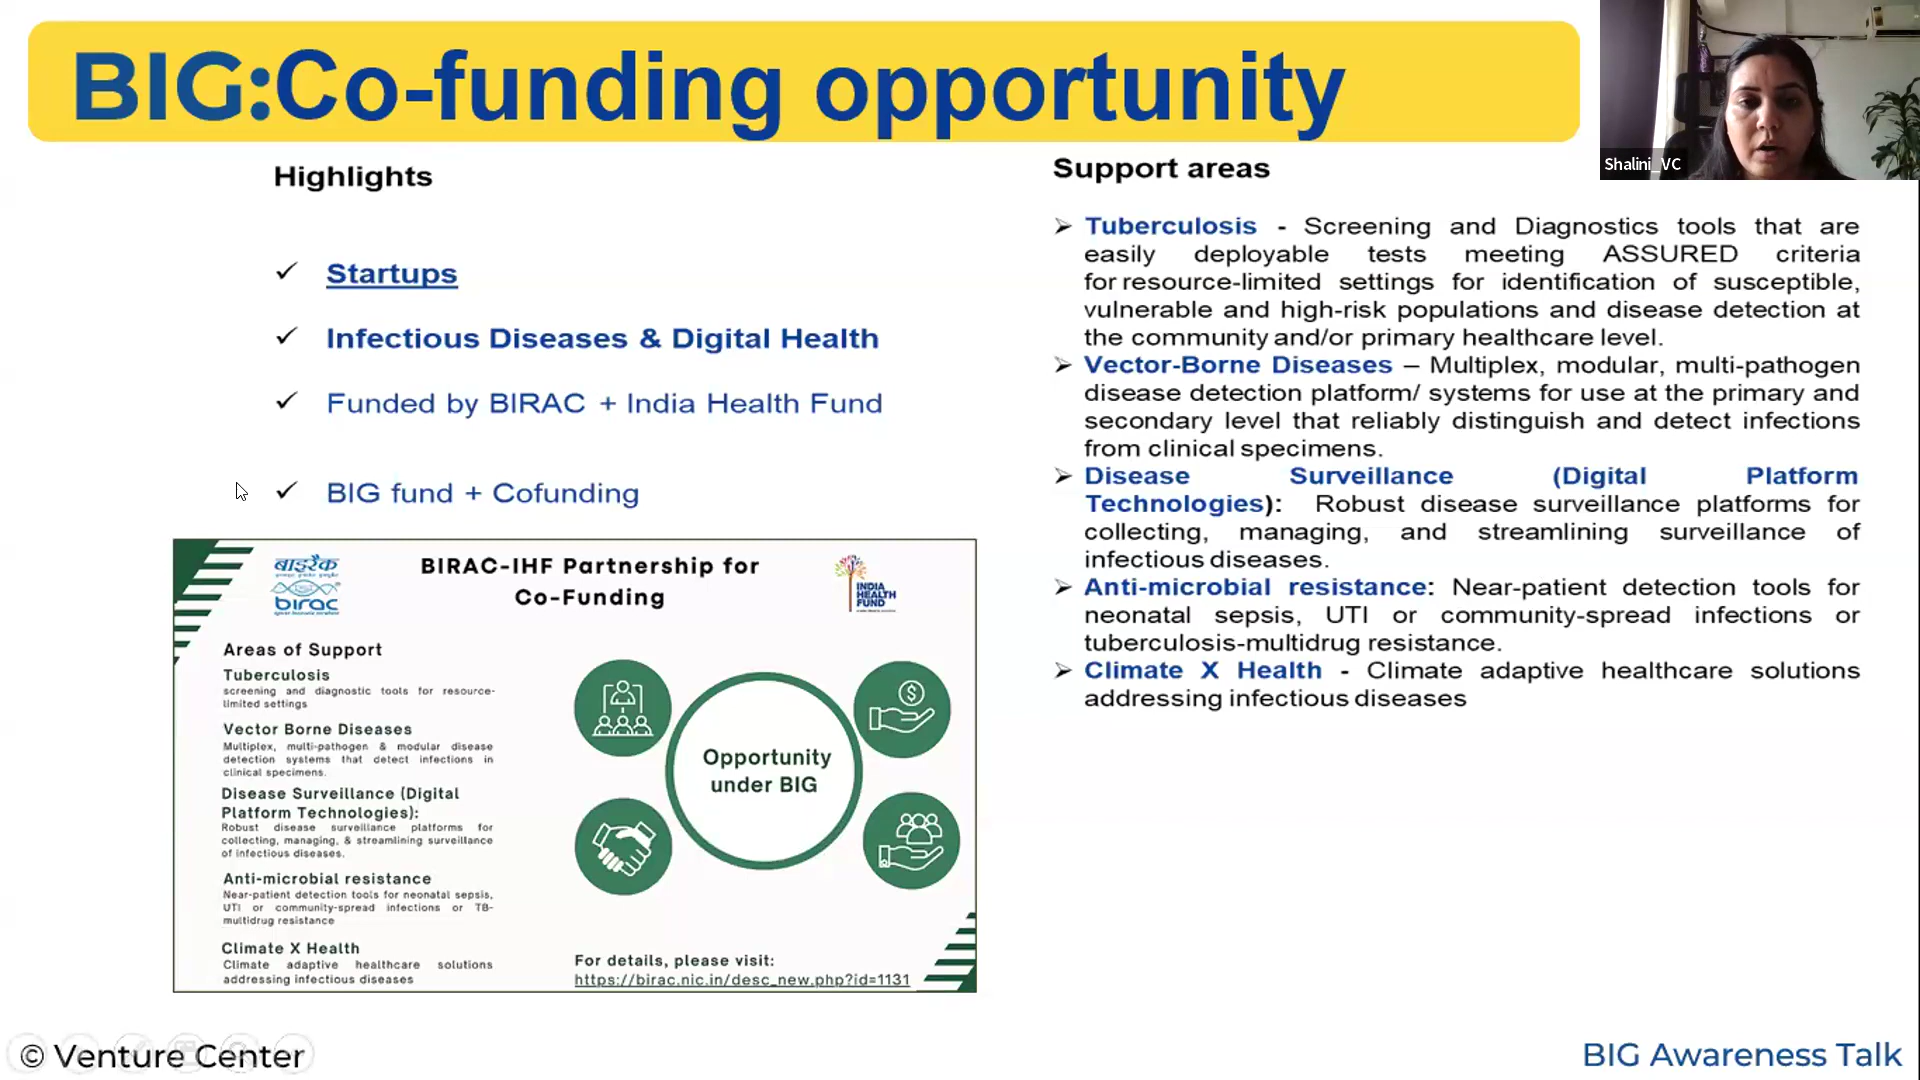 BIG:Co-funding opportunity
Shalini_VC
Highlights
Startups
Infectious Diseases & Digital Health
Funded by BIRAC + India Health Fund
BIG fund + Cofunding
Support areas
Tuberculosis - Screening and Diagnostics tools that are
easily deployable tests meeting ASSURED criteria
for resource-limited settings for identification of susceptible,
vulnerable and high-risk populations and disease detection at
the community and/or primary healthcare level.
Vector-Borne Diseases – Multiplex, modular, multi-pathogen
disease detection platform/ systems for use at the primary and
secondary level that reliably distinguish and detect infections
from clinical specimens.
Disease Surveillance (Digital Platform
Technologies): Robust disease surveillance platforms for
collecting, managing, and streamlining surveillance of
infectious diseases.
Anti-microbial resistance: Near-patient detection tools for
neonatal sepsis, UTI or community-spread infections or
tuberculosis-multidrug resistance.
Climate X Health - Climate adaptive healthcare solutions
addressing infectious diseases
बाइरैक
birac
BIRAC-IHF Partnership for
Co-Funding
INDIA
HEALTH
FUND
Areas of Support
Tuberculosis
screening and diagnostic tools for resource-
limited settings
Vector Borne Diseases
Multiplex, multi-pathogen & modular disease
detection systems that detect infections in
clinical specimens.
Disease Surveillance (Digital
Platform Technologies):
Robust disease surveillance platforms for
collecting, managing, & streamlining surveillance
of infectious diseases.
Anti-microbial resistance
Near-patient detection tools for neonatal sepsis,
UTI or community-spread infections or TB-
multidrug resistance
Climate X Health
Climate adaptive healthcare solutions
addressing infectious diseases
Opportunity
under BIG
For details, please visit:
https://birac.nic.in/desc_new.php?id=1131
© Venture Center
BIG Awareness Talk